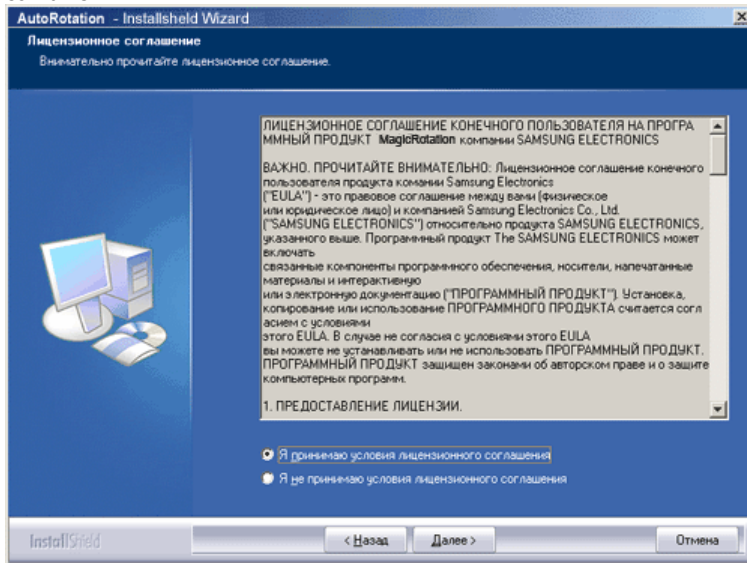 AutoRotation - Installshield Wizard
Лицензионное соглашение
Внимательно прочитайте лицензионное соглашение.
ЛИЦЕНЗИОННОЕ СОГЛАШЕНИЕ КОНЕЧНОГО ПОЛЬЗОВАТЕЛЯ НА ПРОГРА
ММНЫЙ ПРОДУКТ MagicRotation компании SAMSUNG ELECTRONICS
ВАЖНО. ПРОЧИТАЙТЕ ВНИМАТЕЛЬНО: Лицензионное соглашение конечного
пользователя продукта комании Samsung Electronics
("EULA") - это правовое соглашение между вами (физическое
или юридическое лицо) и компанией Samsung Electronics Co., Ltd.
("SAMSUNG ELECTRONICS") относительно продукта SAMSUNG ELECTRONICS,
указанного выше. Программный продукт The SAMSUNG ELECTRONICS может
включать
связанные компоненты программного обеспечения, носители, напечатанные
материалы и интерактивную
или электронную документацию ("ПРОГРАММНЫЙ ПРОДУКТ"). Установка,
копирование или использование ПРОГРАММНОГО ПРОДУКТА считается согл
асием с условиями
этого EULA. В случае не согласия с условиями этого EULA
вы можете не устанавливать или не использовать ПРОГРАММНЫЙ ПРОДУКТ.
ПРОГРАММНЫЙ ПРОДУКТ защищен законами об авторском праве и о защите
компьютерных программ.
1. ПРЕДОСТАВЛЕНИЕ ЛИЦЕНЗИИ.
Я принимаю условия лицензионного соглашения
Я не принимаю условия лицензионного соглашения
InstallShield
< Назад Далее > Отмена